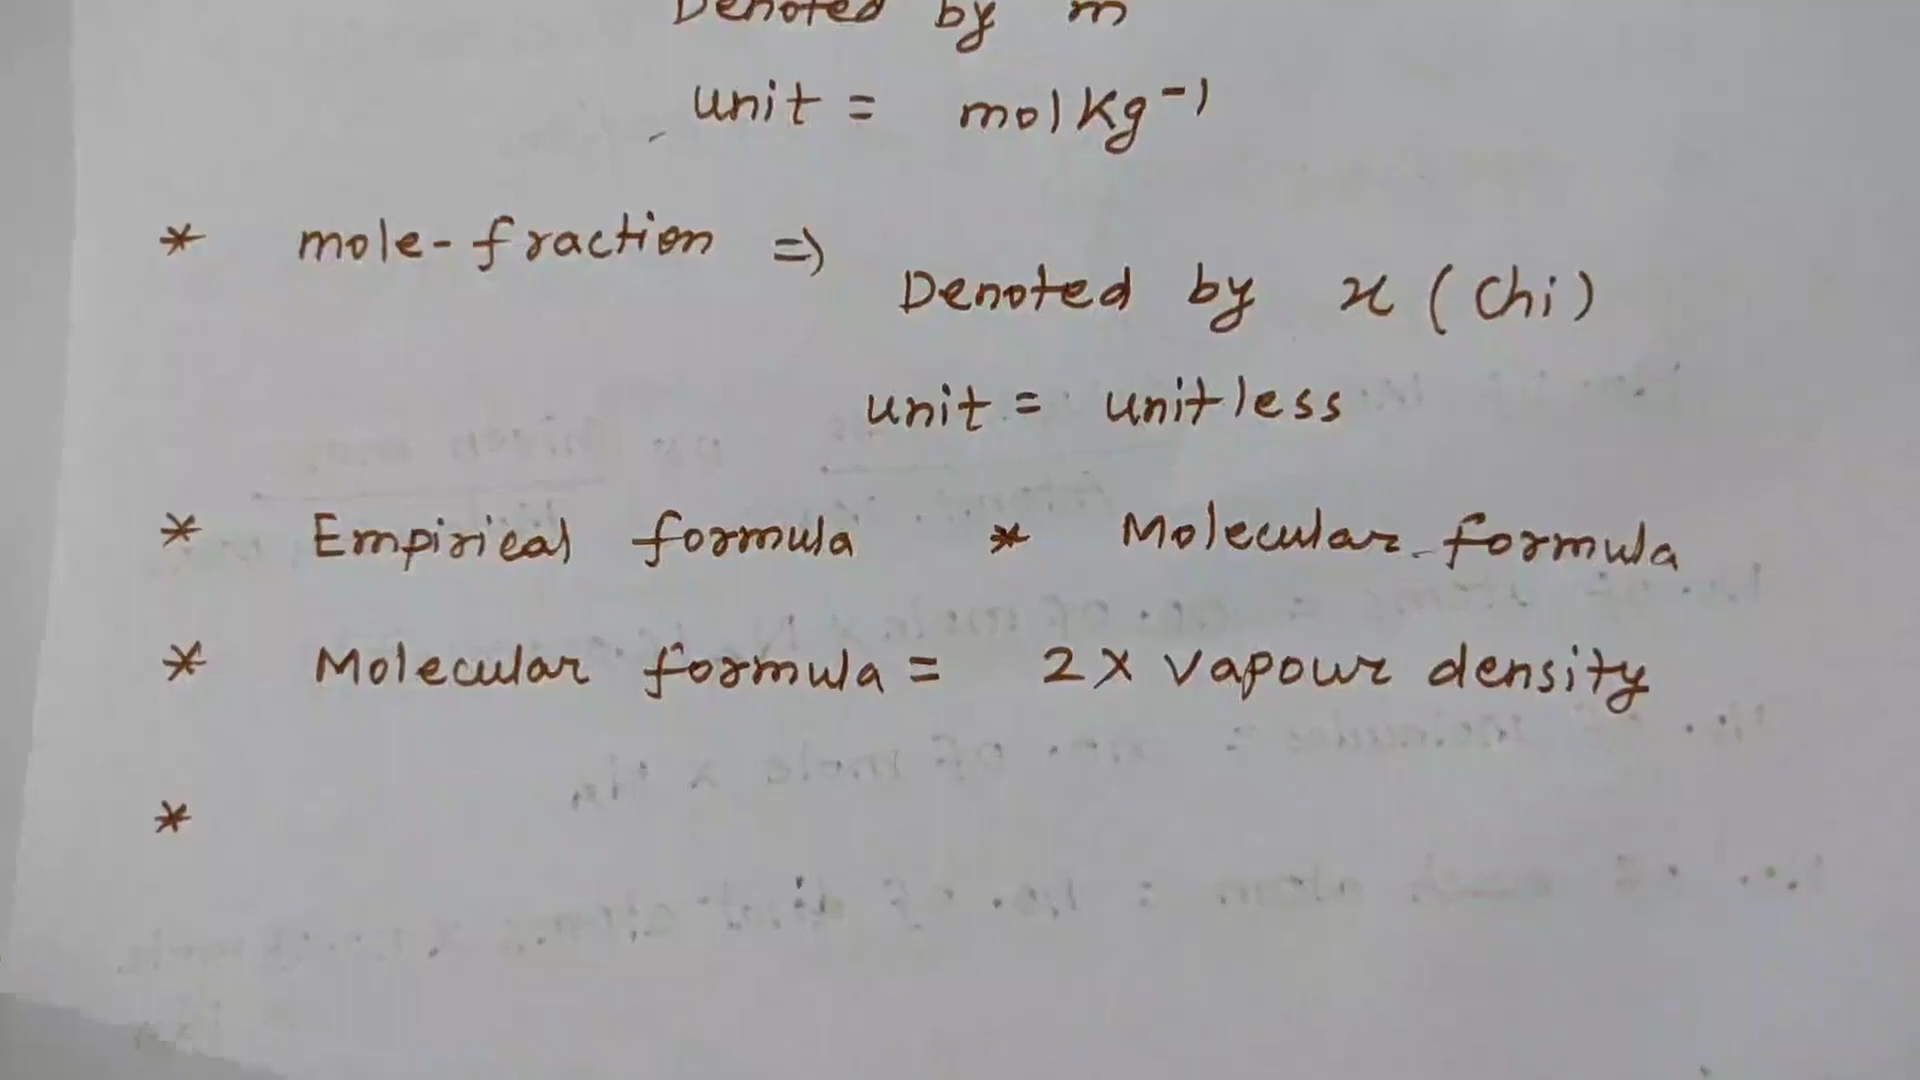 Denoted by m
unit = mol Kg⁻¹
* mole-fraction ⇒
Denoted by x (Chi)
unit = unitless
* Empirical formula * Molecular formula
* Molecular formula = 2 x vapour density
*